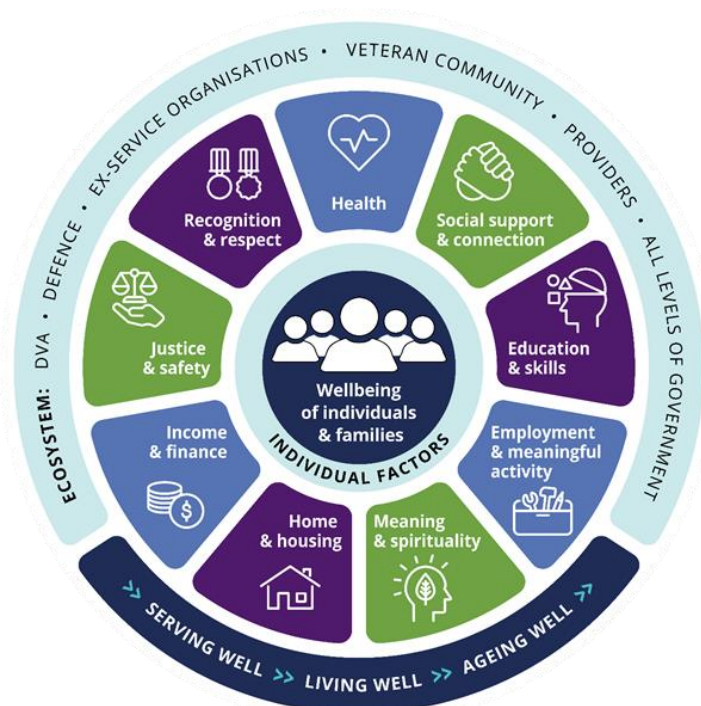 ECOSYSTEM: DVA • DEFENCE • EX-SERVICE ORGANISATIONS • VETERAN COMMUNITY • PROVIDERS • ALL LEVELS OF GOVERNMENT
Health
Social support
& connection
Education
& skills
Employment
& meaningful
activity
Meaning
& spirituality
Home
& housing
Income
& finance
$
Justice
& safety
Recognition
& respect
Wellbeing
of individuals
& families
INDIVIDUAL FACTORS
>> SERVING WELL >> LIVING WELL >> AGEING WELL >>